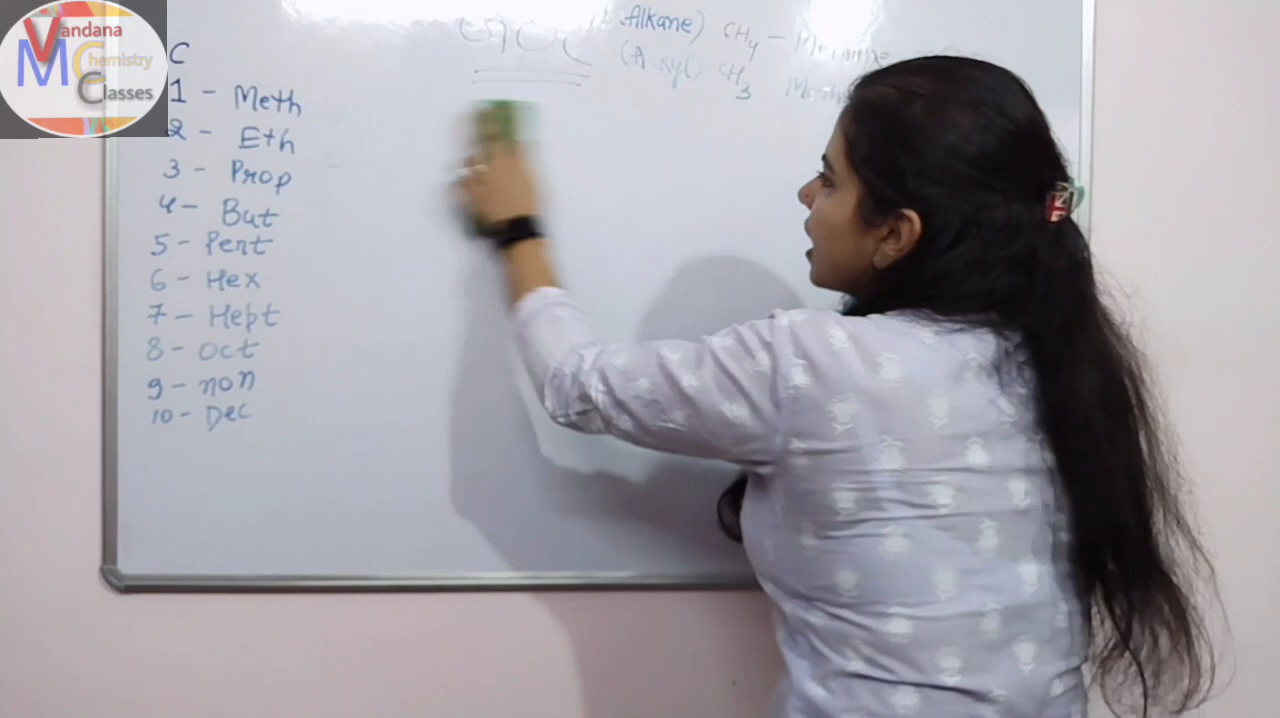 Vandana
Chemistry
Classes
C
1 - Meth
2 - Eth
3 - Prop
4 - But
5 - Pent
6 - Hex
7 - Hept
8 - Oct
9 - non
10 - Dec
GOC
Alkane) CH4 -
CH3